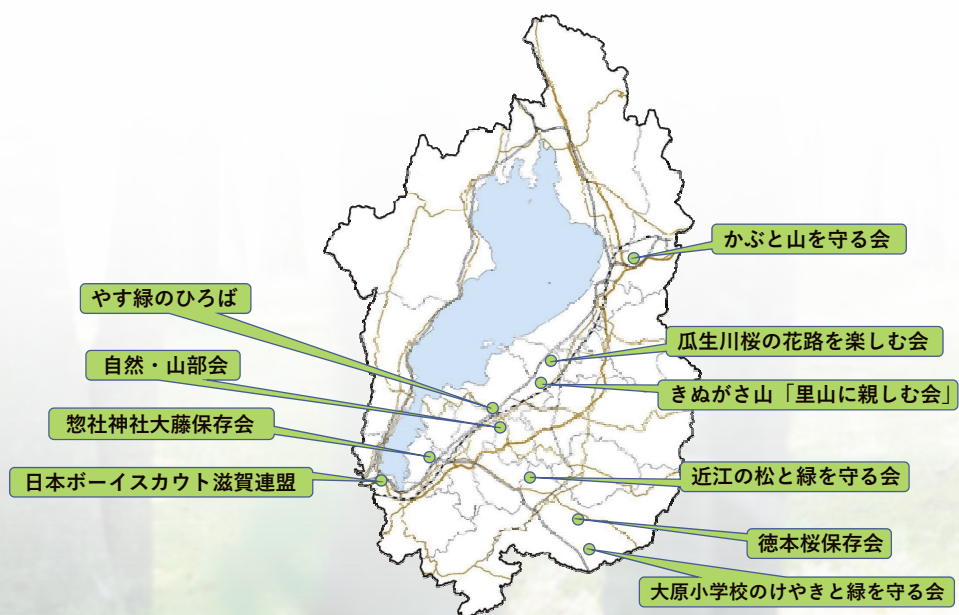 かぶと山を守る会
やす緑のひろば
瓜生川桜の花路を楽しむ会
自然・山部会
きぬがさ山「里山に親しむ会」
惣社神社大藤保存会
近江の松と緑を守る会
日本ボーイスカウト滋賀連盟
徳本桜保存会
大原小学校のけやきと緑を守る会